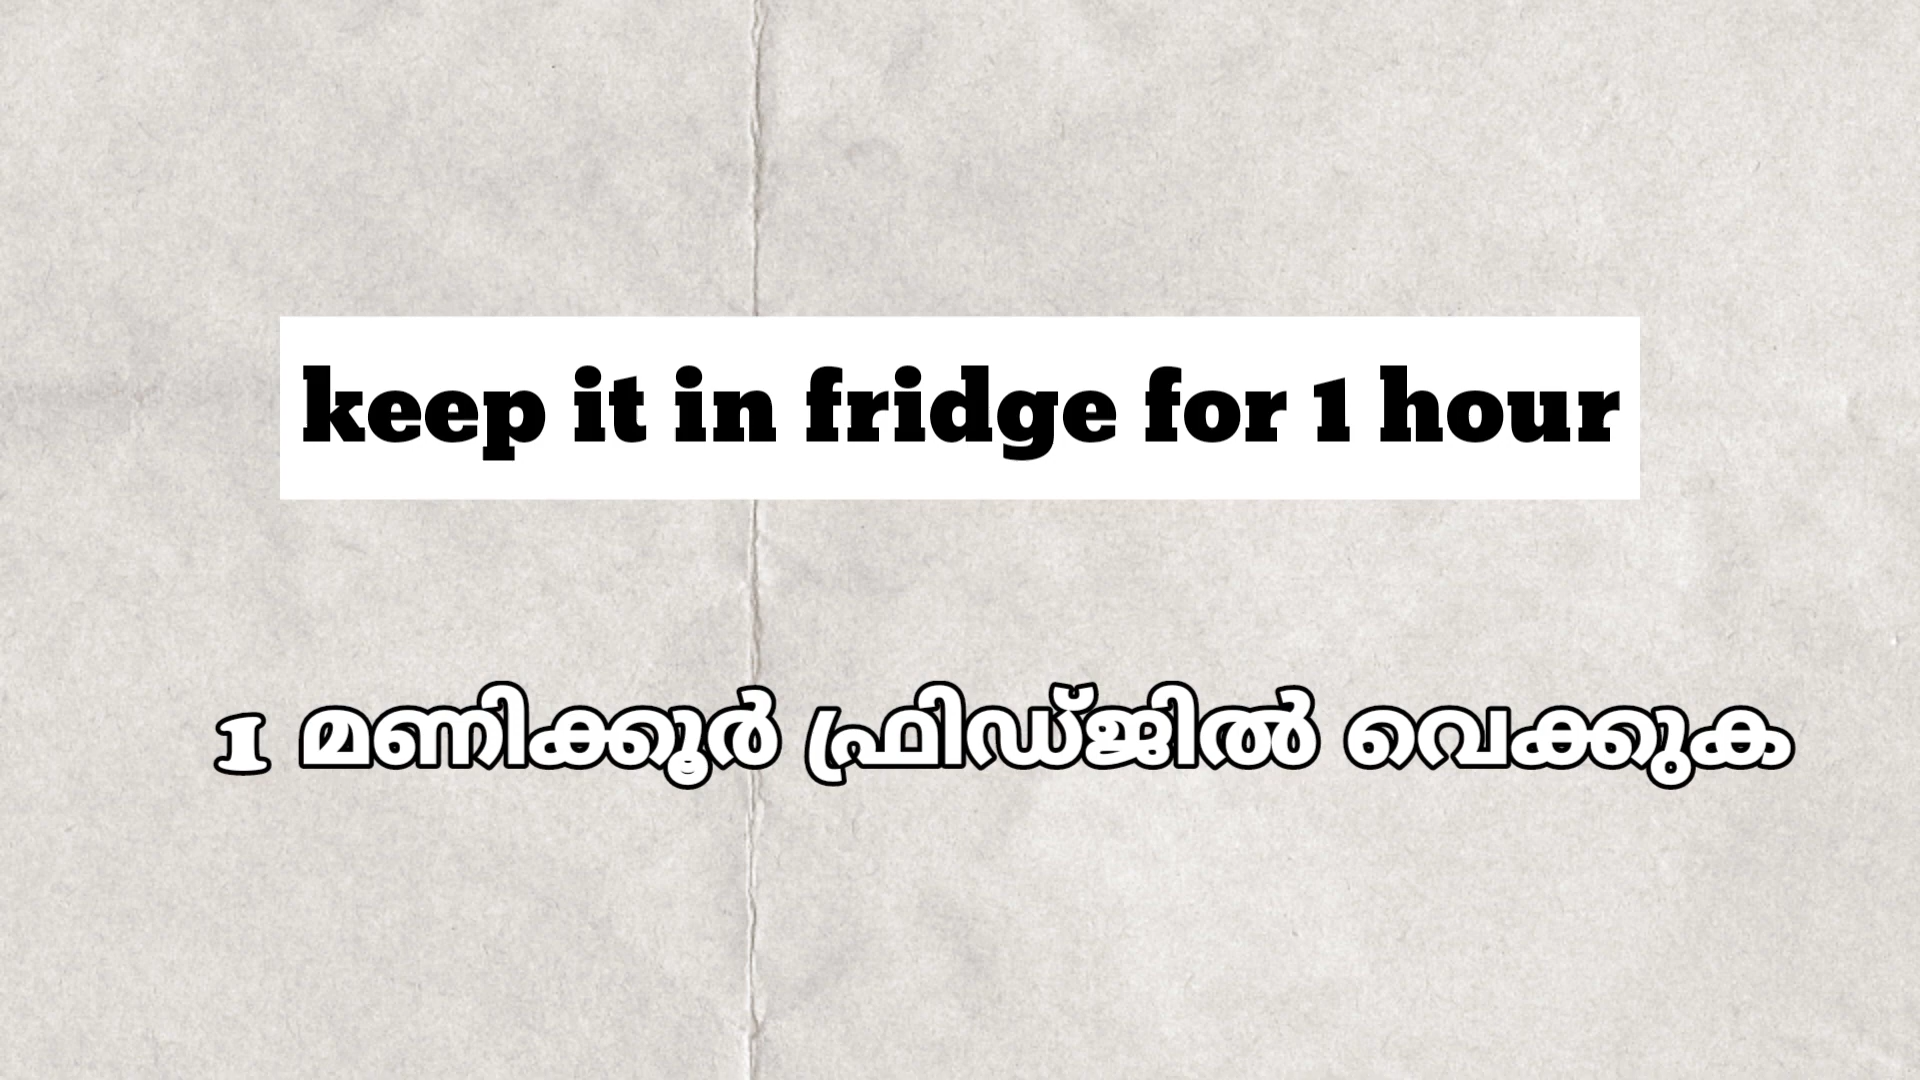 keep it in fridge for 1 hour
1 മണിക്കൂർ ഫ്രിഡ്ജിൽ വെക്കുക